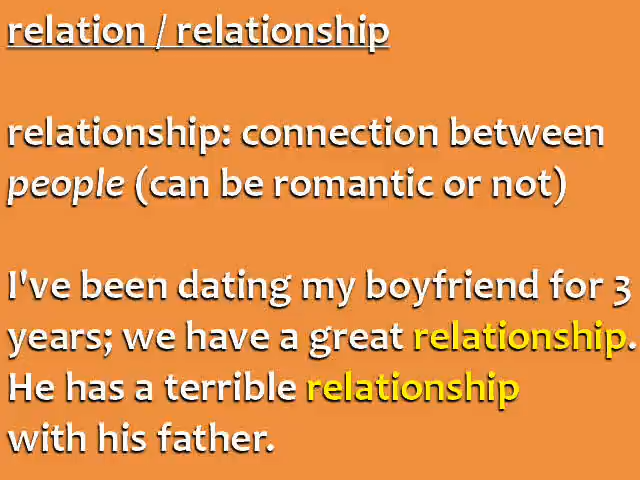 relation / relationship
relationship: connection between
people (can be romantic or not)
I've been dating my boyfriend for 3
years; we have a great relationship.
He has a terrible relationship
with his father.